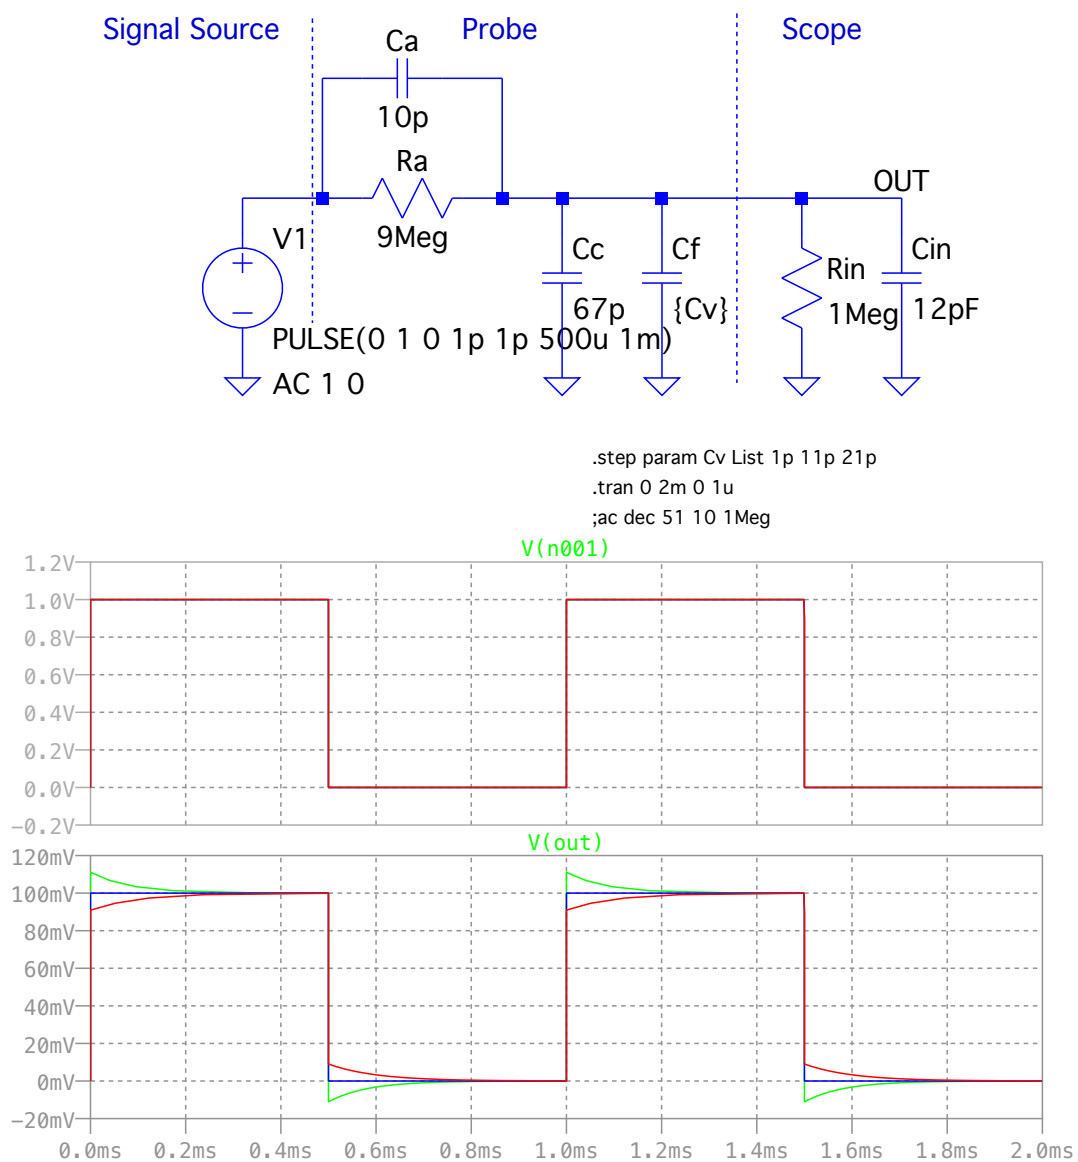 Signal Source Probe Scope
Ca
10p
Ra
9Meg
OUT
V1
Cc
67p
Cf
{Cv}
Rin
1Meg
Cin
12pF
PULSE(0 1 0 1p 1p 500u 1m)
AC 1 0
.step param Cv List 1p 11p 21p
.tran 0 2m 0 1u
;ac dec 51 10 1Meg
V(n001)
1.2V
1.0V
0.8V
0.6V
0.4V
0.2V
0.0V
-0.2V
V(out)
120mV
100mV
80mV
60mV
40mV
20mV
0mV
-20mV
0.0ms 0.2ms 0.4ms 0.6ms 0.8ms 1.0ms 1.2ms 1.4ms 1.6ms 1.8ms 2.0ms